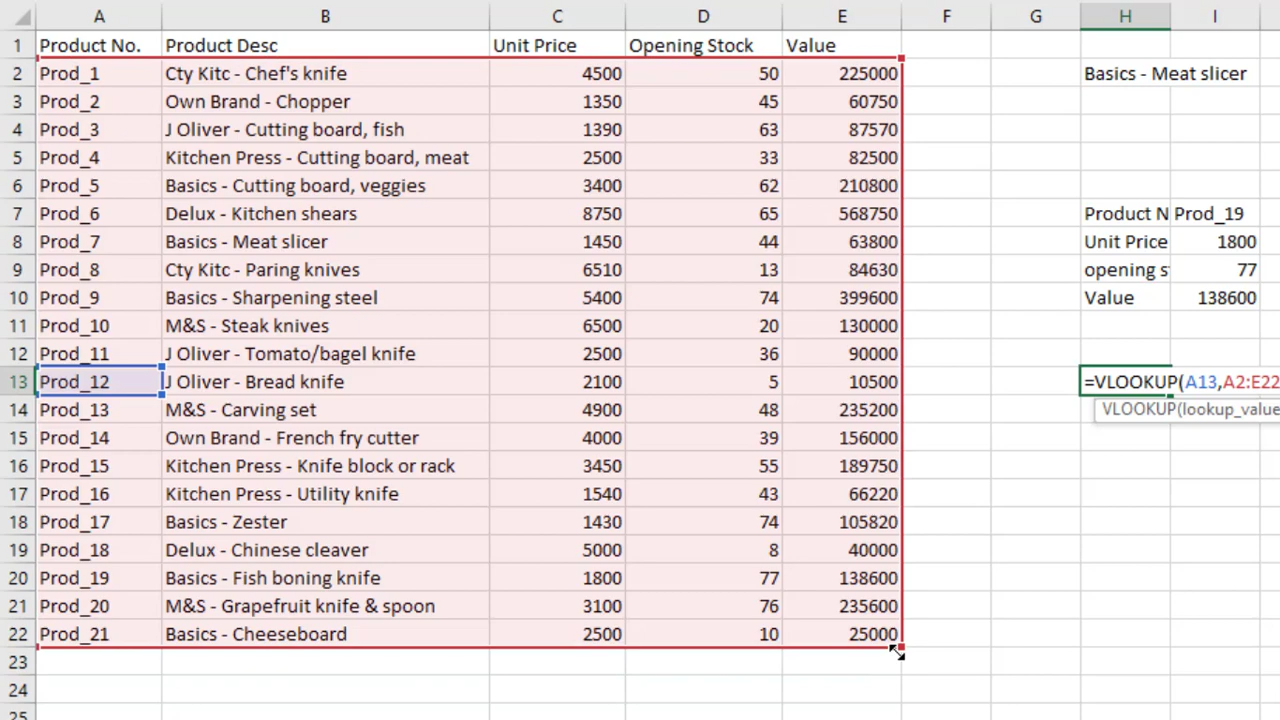 A B C D E F G H I
1 Product No. Product Desc Unit Price Opening Stock Value
2 Prod_1 Cty Kitc - Chef's knife 4500 50 225000 Basics - Meat slicer
3 Prod_2 Own Brand - Chopper 1350 45 60750
4 Prod_3 J Oliver - Cutting board, fish 1390 63 87570
5 Prod_4 Kitchen Press - Cutting board, meat 2500 33 82500
6 Prod_5 Basics - Cutting board, veggies 3400 62 210800
7 Prod_6 Delux - Kitchen shears 8750 65 568750 Product N Prod_19
8 Prod_7 Basics - Meat slicer 1450 44 63800 Unit Price 1800
9 Prod_8 Cty Kitc - Paring knives 6510 13 84630 opening s 77
10 Prod_9 Basics - Sharpening steel 5400 74 399600 Value 138600
11 Prod_10 M&S - Steak knives 6500 20 130000
12 Prod_11 J Oliver - Tomato/bagel knife 2500 36 90000
13 Prod_12 J Oliver - Bread knife 2100 5 10500 =VLOOKUP(A13,A2:E22
14 Prod_13 M&S - Carving set 4900 48 235200 VLOOKUP(lookup_value
15 Prod_14 Own Brand - French fry cutter 4000 39 156000
16 Prod_15 Kitchen Press - Knife block or rack 3450 55 189750
17 Prod_16 Kitchen Press - Utility knife 1540 43 66220
18 Prod_17 Basics - Zester 1430 74 105820
19 Prod_18 Delux - Chinese cleaver 5000 8 40000
20 Prod_19 Basics - Fish boning knife 1800 77 138600
21 Prod_20 M&S - Grapefruit knife & spoon 3100 76 235600
22 Prod_21 Basics - Cheeseboard 2500 10 25000
23
24
25